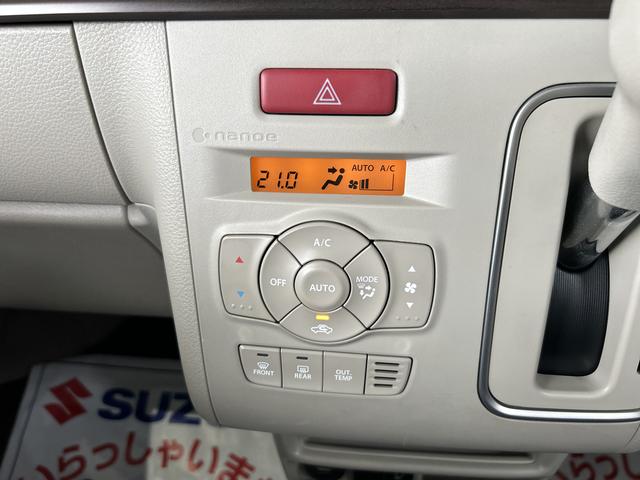 nanoe
21.0 AUTO A/C
A/C
OFF AUTO MODE
FRONT REAR OUT. TEMP
SUZ
いらっしゃいま